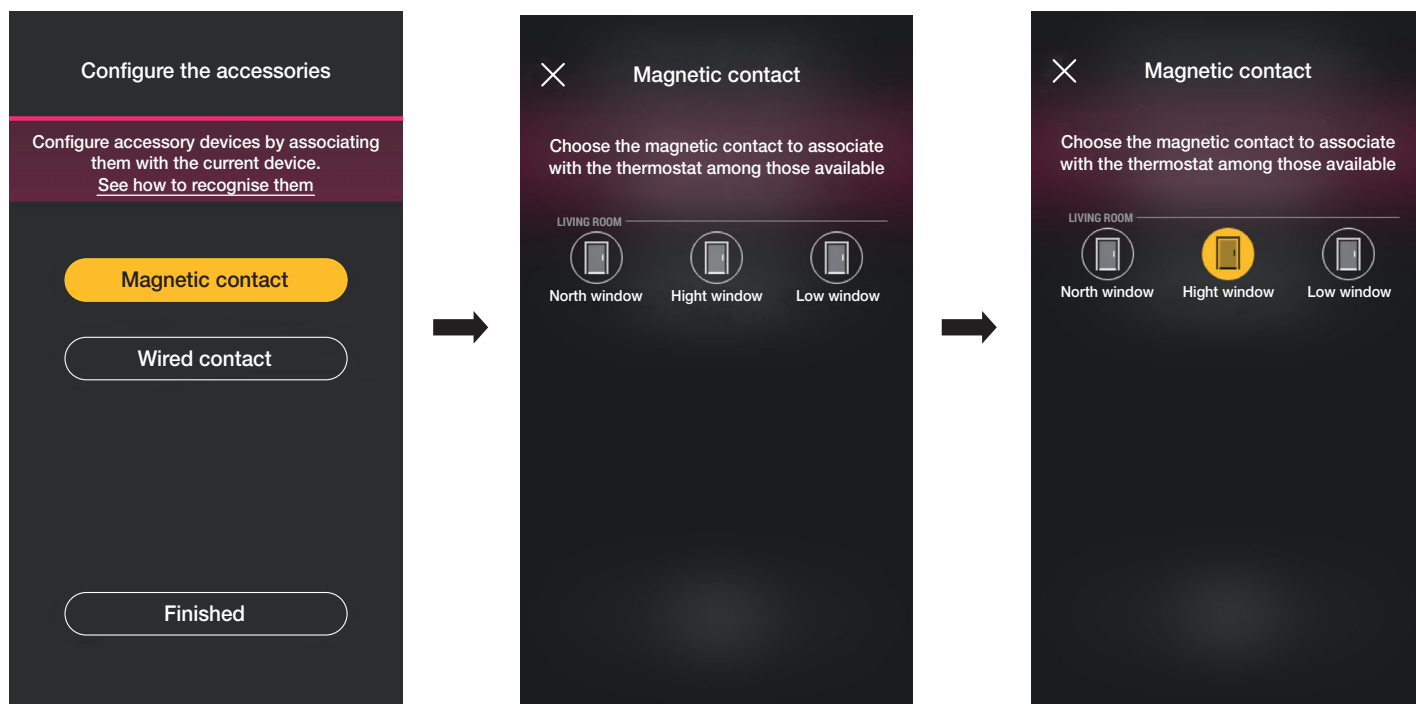 Configure the accessories
Configure accessory devices by associating
them with the current device.
See how to recognise them
Magnetic contact
Wired contact
Finished
Magnetic contact
Choose the magnetic contact to associate
with the thermostat among those available
LIVING ROOM
North window Hight window Low window
Magnetic contact
Choose the magnetic contact to associate
with the thermostat among those available
LIVING ROOM
North window Hight window Low window